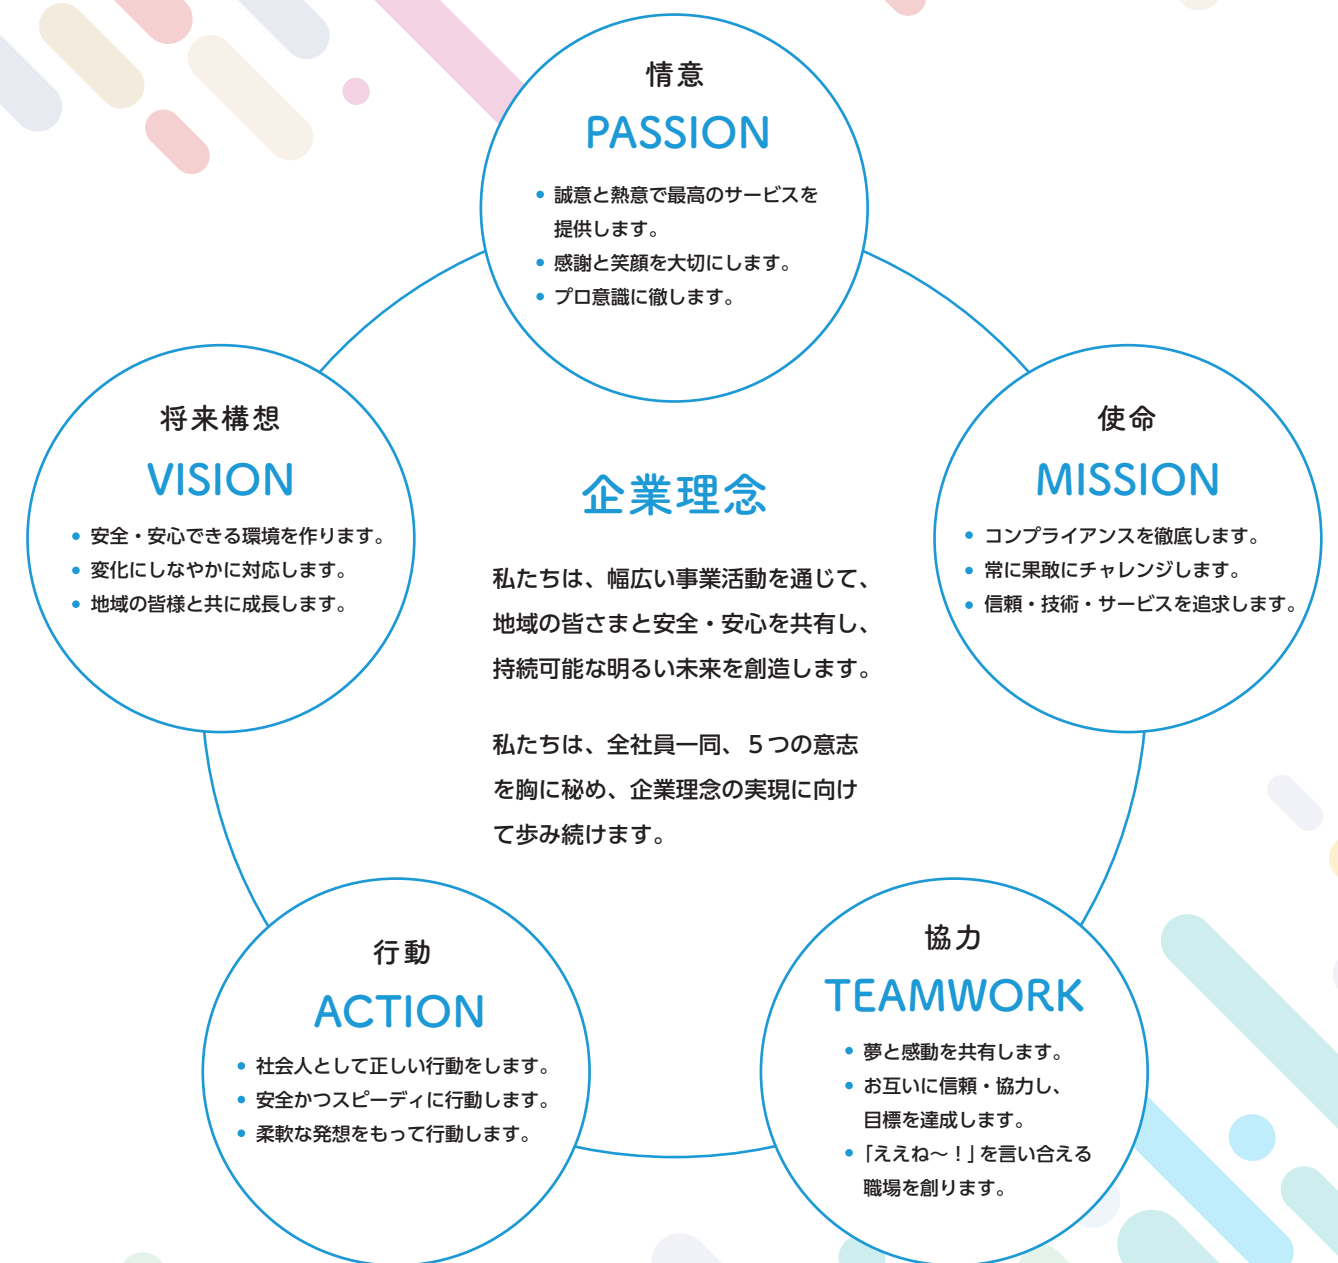 情意
PASSION
• 誠意と熱意で最高のサービスを
提供します。
• 感謝と笑顔を大切にします。
• プロ意識に徹します。
将来構想
VISION
• 安全・安心できる環境を作ります。
• 変化にしなやかに対応します。
• 地域の皆様と共に成長します。
企業理念
私たちは、幅広い事業活動を通じて、
地域の皆さまと安全・安心を共有し、
持続可能な明るい未来を創造します。
私たちは、全社員一同、５つの意志
を胸に秘め、企業理念の実現に向け
て歩み続けます。
使命
MISSION
• コンプライアンスを徹底します。
• 常に果敢にチャレンジします。
• 信頼・技術・サービスを追求します。
行動
ACTION
• 社会人として正しい行動をします。
• 安全かつスピーディに行動します。
• 柔軟な発想をもって行動します。
協力
TEAMWORK
• 夢と感動を共有します。
• お互いに信頼・協力し、
目標を達成します。
• 「ええね～！」を言い合える
職場を創ります。